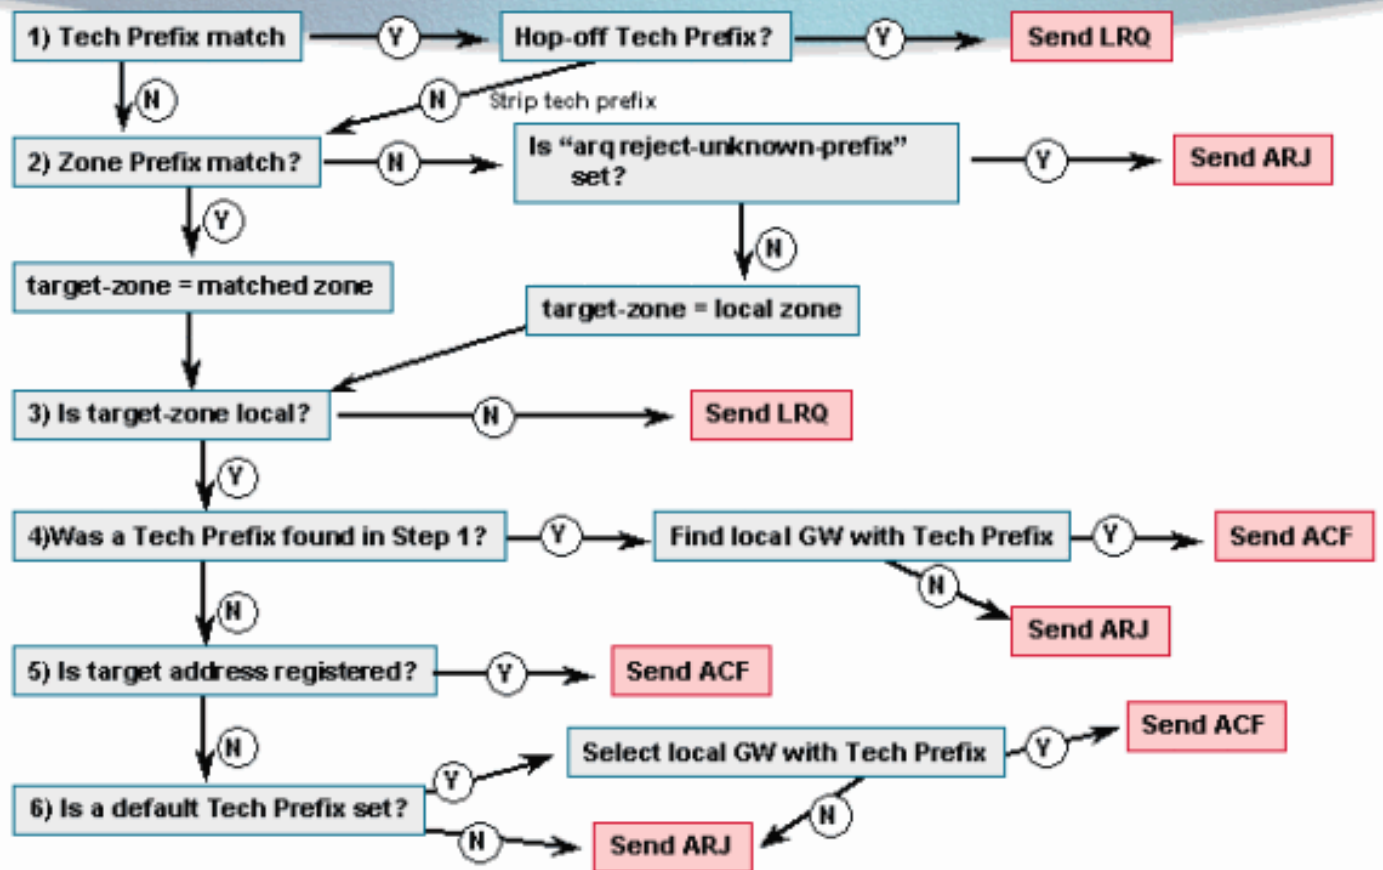 1) Tech Prefix match
Y
Hop-off Tech Prefix?
Y
Send LRQ
N
N
Strip tech prefix
2) Zone Prefix match?
N
Is “arq reject-unknown-prefix”
set?
Y
Send ARJ
Y
N
target-zone = matched zone
target-zone = local zone
3) Is target-zone local?
N
Send LRQ
Y
4)Was a Tech Prefix found in Step 1?
Y
Find local GW with Tech Prefix
Y
Send ACF
N
Send ARJ
N
5) Is target address registered?
Y
Send ACF
N
6) Is a default Tech Prefix set?
Y
Select local GW with Tech Prefix
Y
Send ACF
N
N
Send ARJ